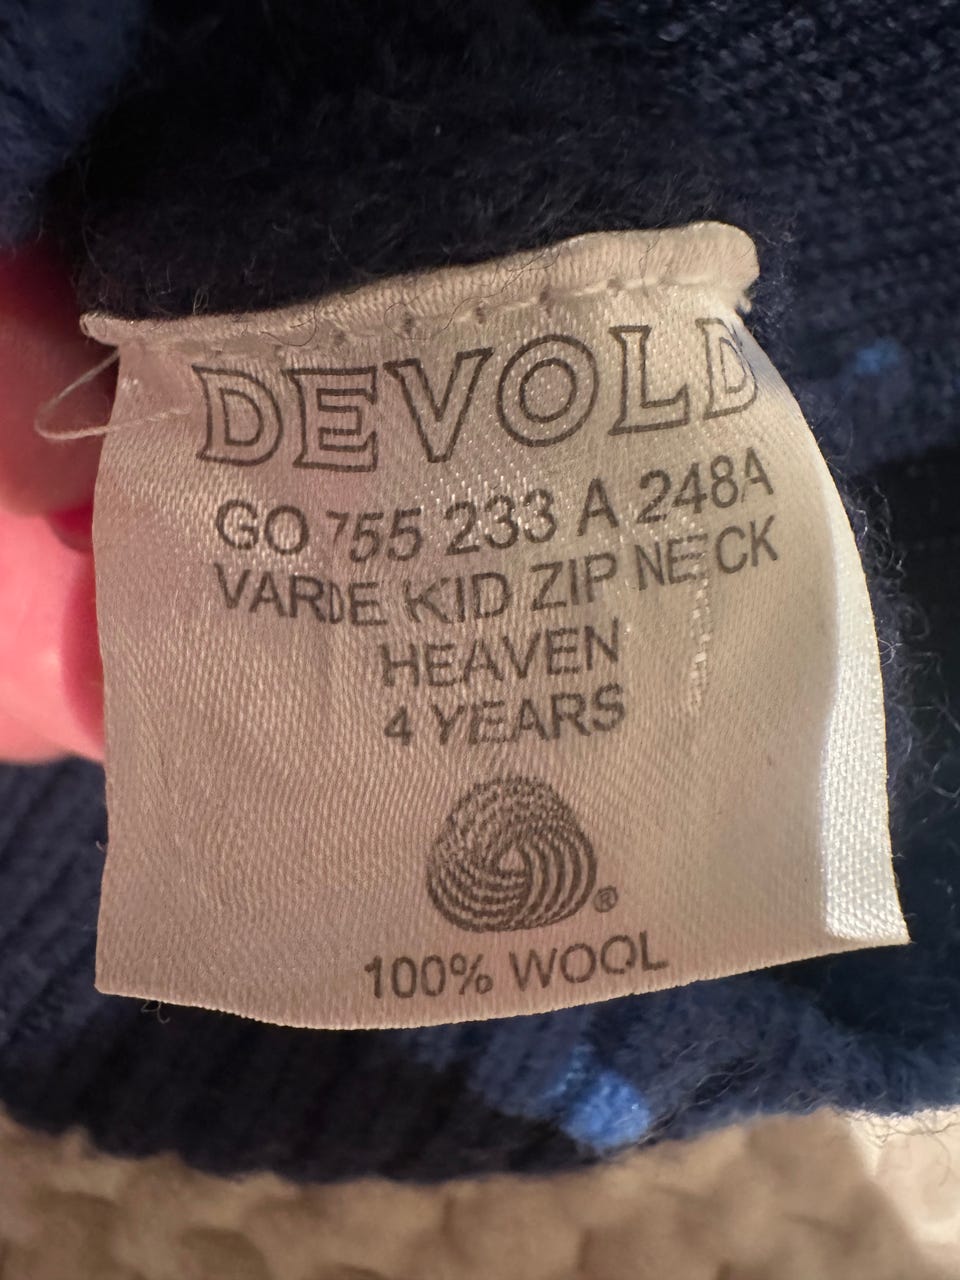 DEVOLD
GO 755 233 A 248A
VARDE KID ZIP NECK
HEAVEN
4 YEARS
®
100% WOOL